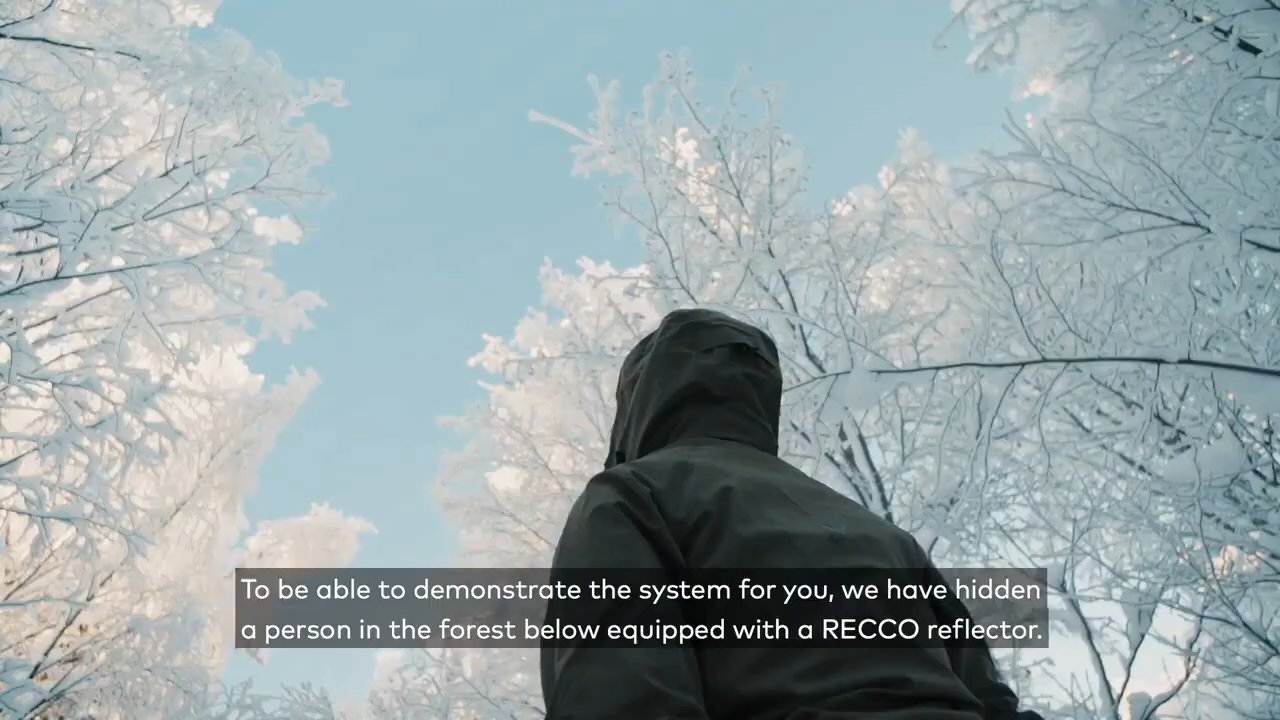 To be able to demonstrate the system for you, we have hidden
a person in the forest below equipped with a RECCO reflector.